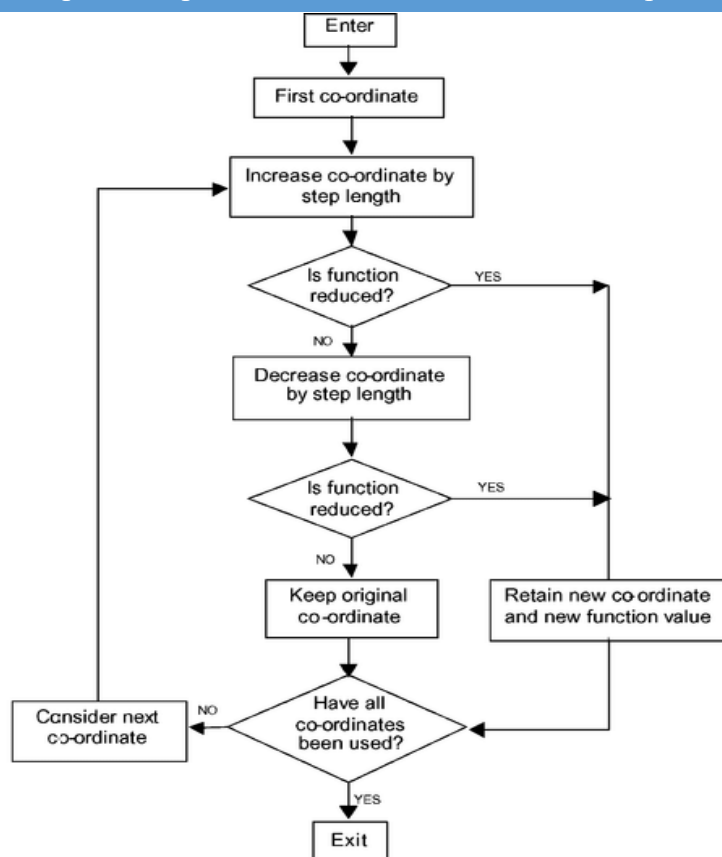 Enter
First co-ordinate
Increase co-ordinate by
step length
Is function
reduced?
YES
NO
Decrease co-ordinate
by step length
Is function
reduced?
YES
NO
Keep original
co-ordinate
Retain new co-ordinate
and new function value
Have all
co-ordinates
been used?
NO
Consider next
co-ordinate
YES
Exit